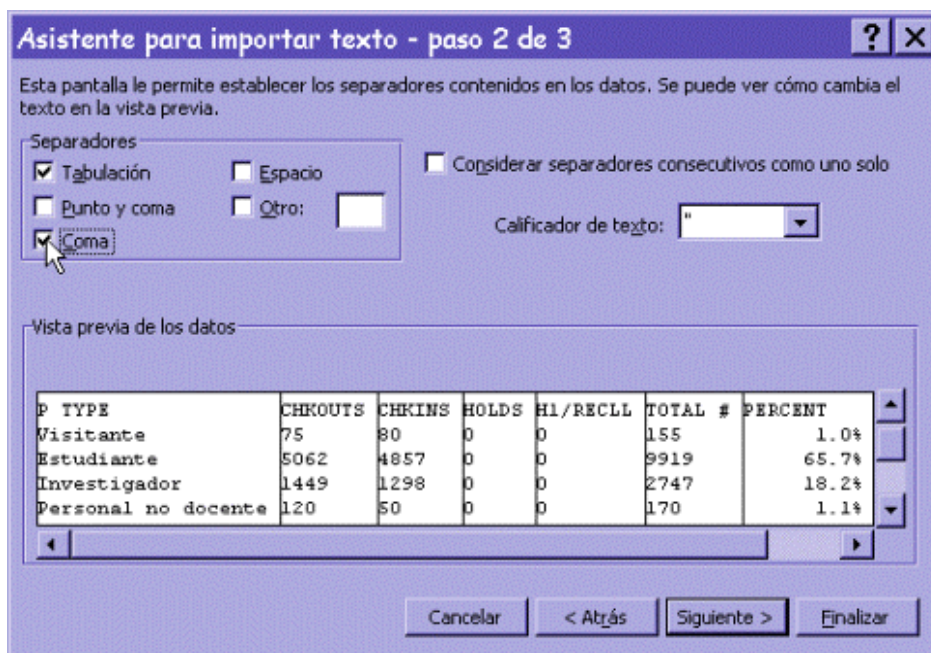 Asistente para importar texto - paso 2 de 3
Esta pantalla le permite establecer los separadores contenidos en los datos. Se puede ver cómo cambia el
texto en la vista previa.
Separadores
Tabulación
Espacio
Punto y coma
Otro:
Coma
Considerar separadores consecutivos como uno solo
Calificador de texto: "
Vista previa de los datos
P TYPE CHKOUTS CHKINS HOLDS H1/RECLL TOTAL # PERCENT
Visitante 75 80 0 0 155 1.0%
Estudiante 5062 4857 0 0 9919 65.7%
Investigador 1449 1298 0 0 2747 18.2%
Personal no docente 120 50 0 0 170 1.1%
Cancelar < Atrás Siguiente > Finalizar